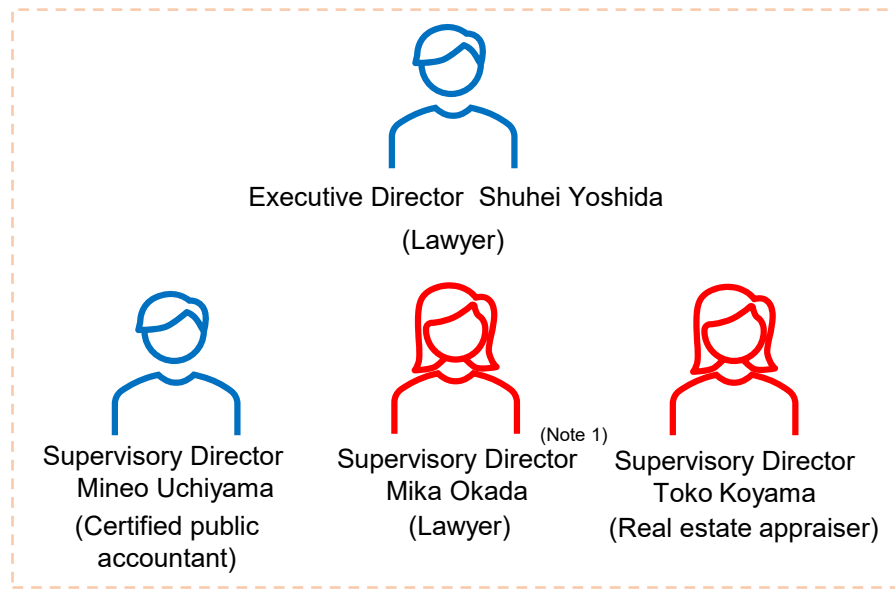 Executive Director Shuhei Yoshida
(Lawyer)
Supervisory Director
Mineo Uchiyama
(Certified public
accountant)
(Note 1)
Supervisory Director
Mika Okada
(Lawyer)
Supervisory Director
Toko Koyama
(Real estate appraiser)